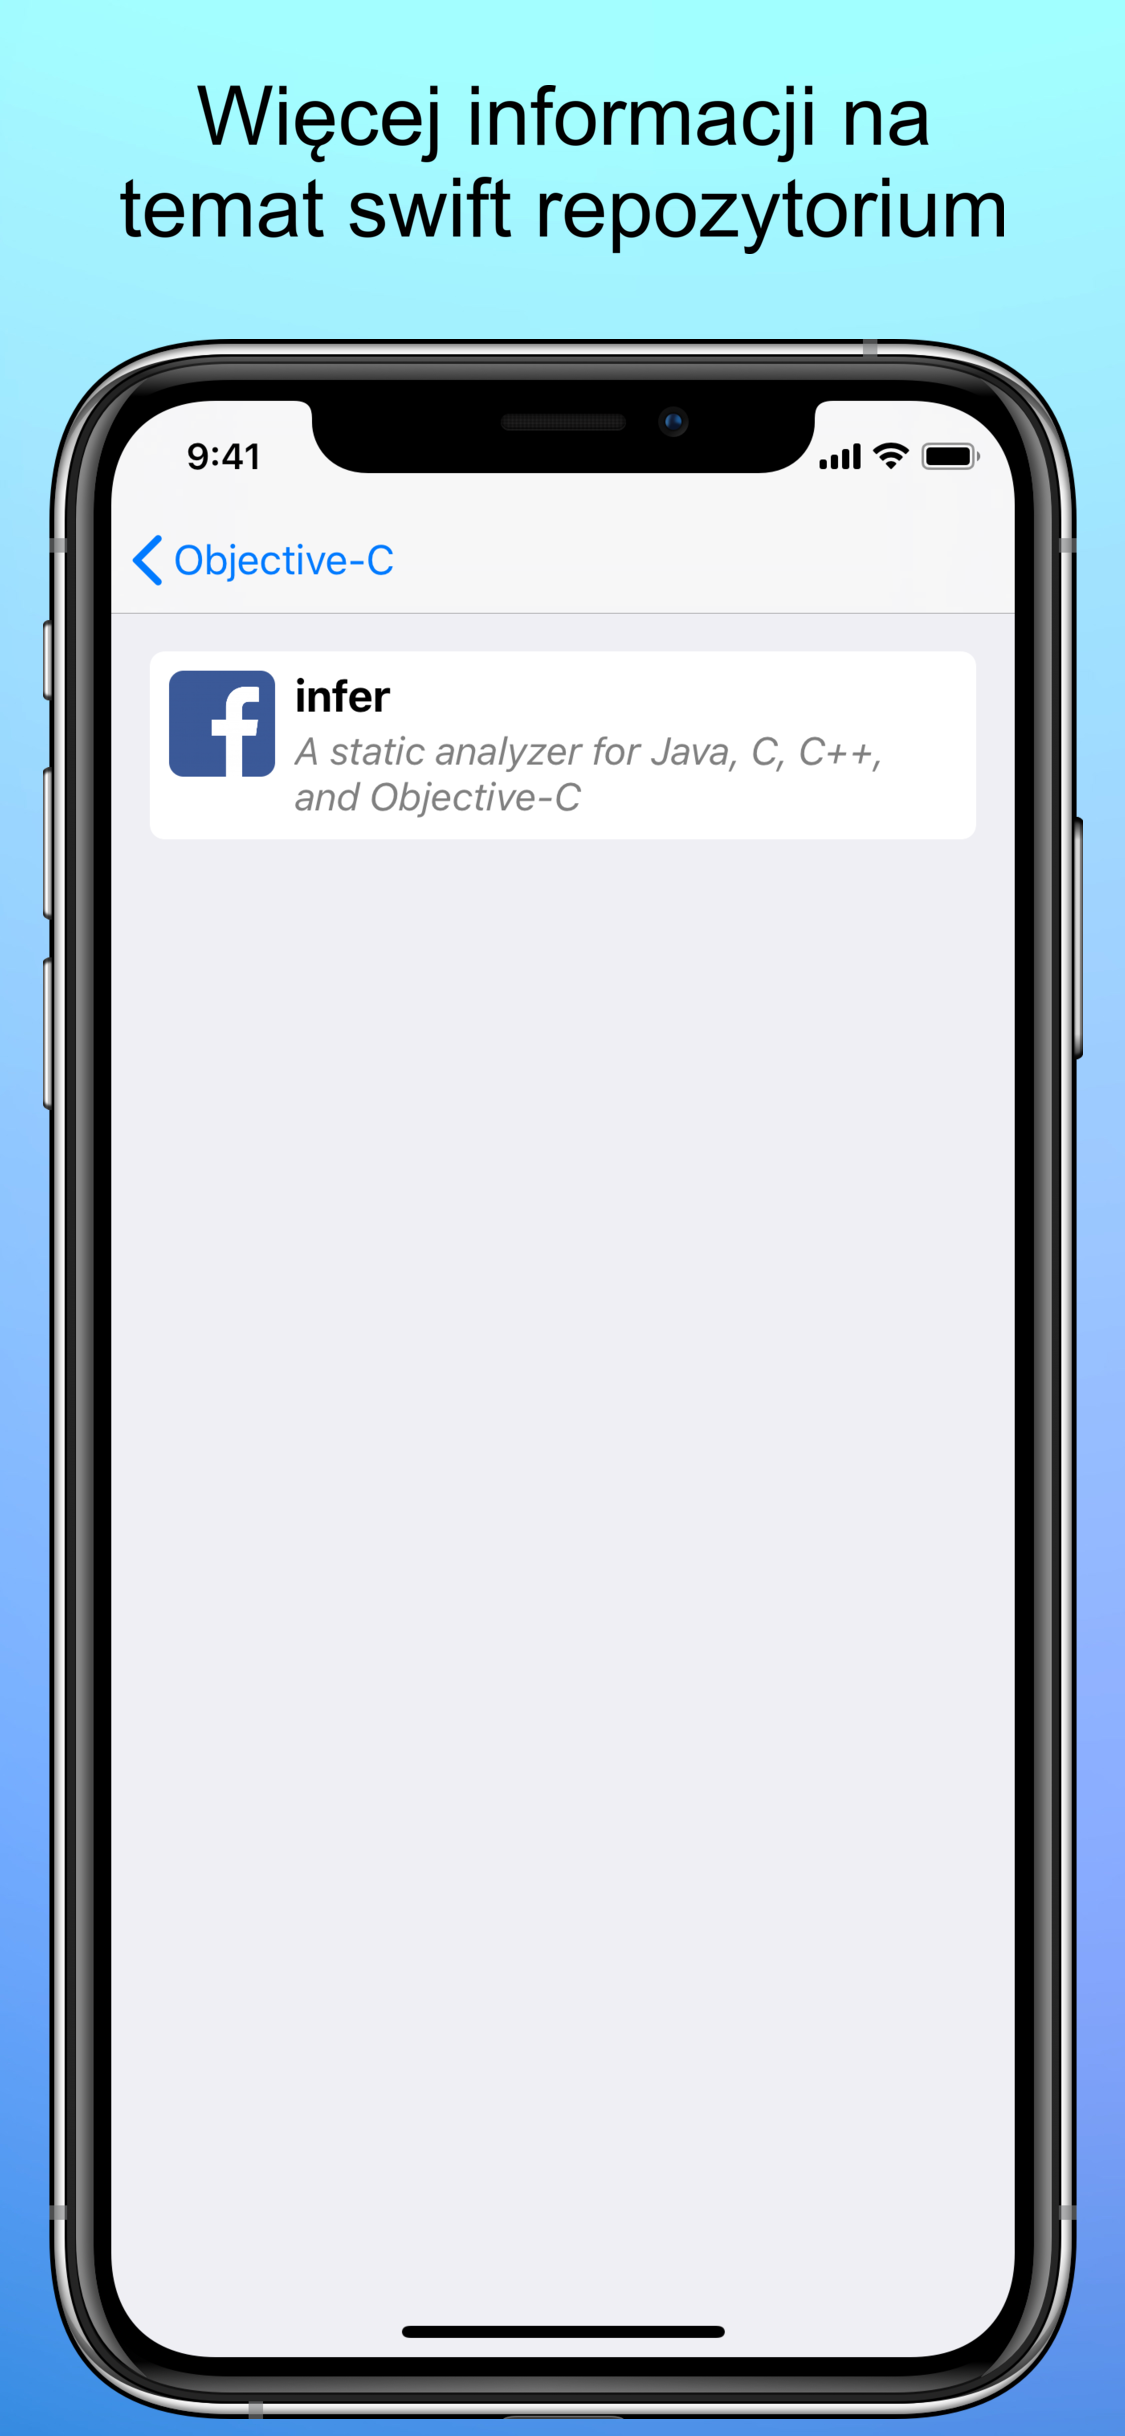 Więcej informacji na
temat swift repozytorium
9:41
Objective-C
infer
A static analyzer for Java, C, C++,
and Objective-C